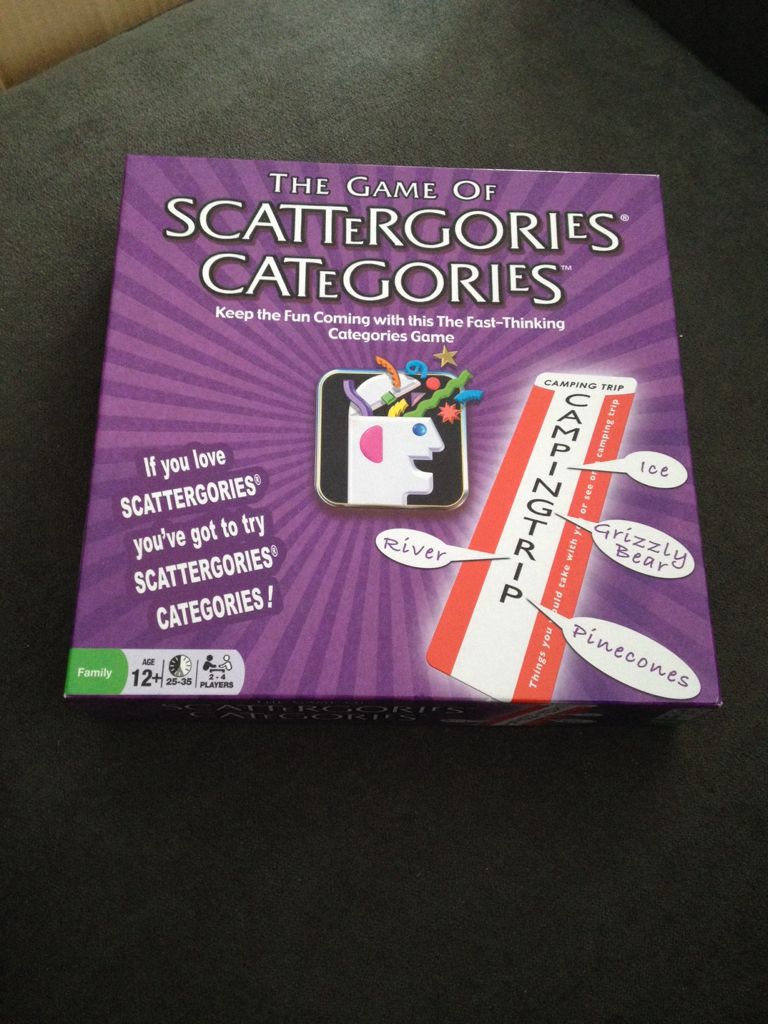 THE GAME OF
SCATTERGORIES®
CATEGORIES™
Keep the Fun Coming with this The Fast-Thinking
Categories Game
If you love
SCATTERGORIES®
you've got to try
SCATTERGORIES®
CATEGORIES!
CAMPING TRIP
CAMPINGTRIP
Things you could take with you or see on camping trip
Ice
Grizzly
Bear
River
Pinecones
Family
AGE
12+
25-35
2-4
PLAYERS
SCATTERGORIES
CATEGORIES